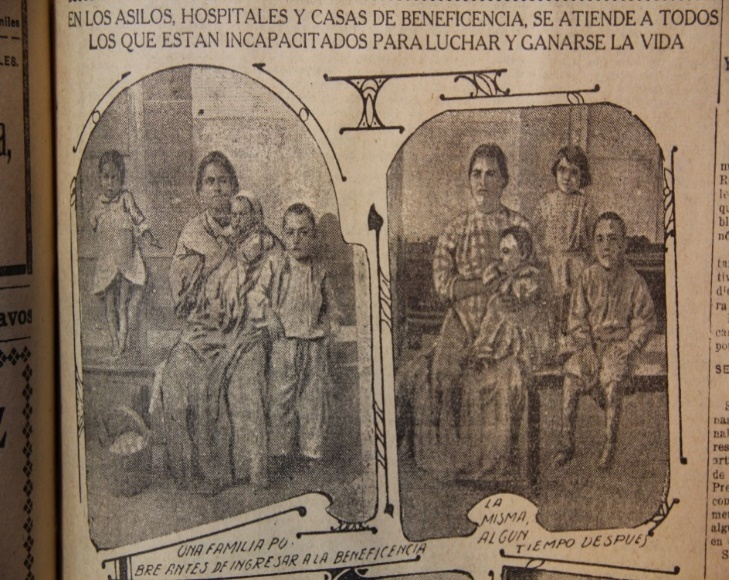 EN LOS ASILOS, HOSPITALES Y CASAS DE BENEFICENCIA, SE ATIENDE A TODOS
LOS QUE ESTAN INCAPACITADOS PARA LUCHAR Y GANARSE LA VIDA
UNA FAMILIA PO-
BRE ANTES DE INGRESAR A LA BENEFICENCIA
LA
MISMA,
ALGUN
TIEMPO DESPUES